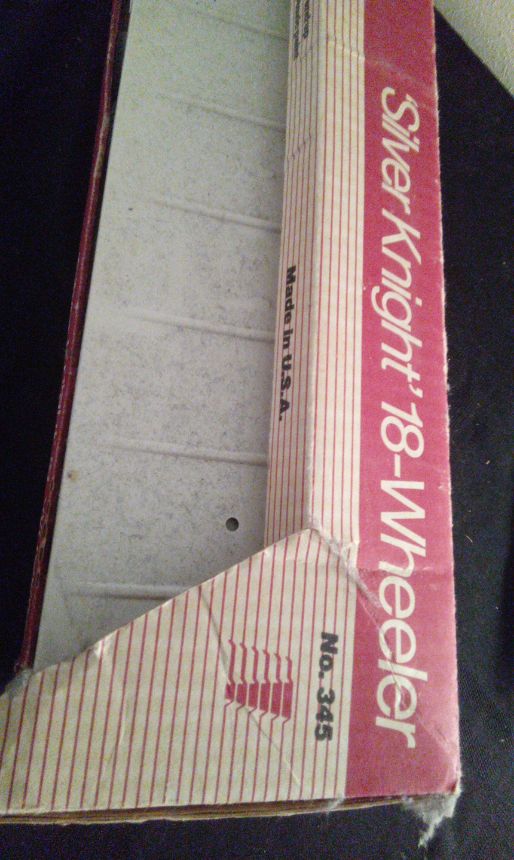 'Silver Knight' 18-Wheeler
Made in U.S.A.
No. 345